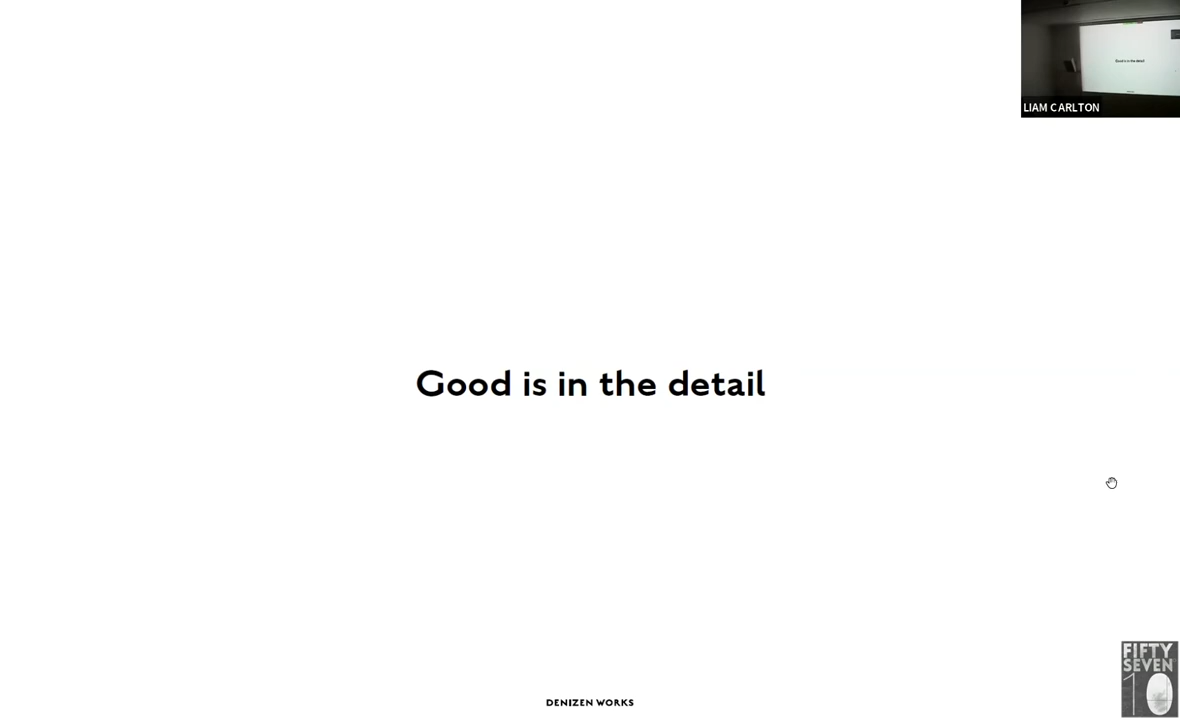 LIAM CARLTON
Good is in the detail
DENIZEN WORKS
FIFTY
SEVEN
10